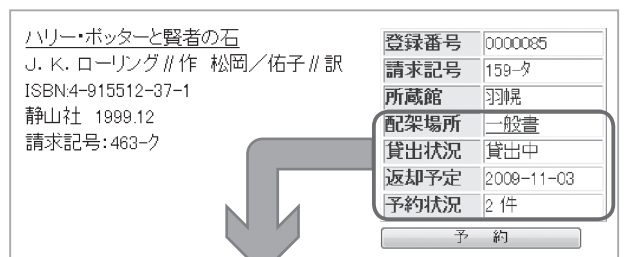 ハリー・ポッターと賢者の石
J. K. ローリング∥作 松岡／佑子∥訳
ISBN:4-915512-37-1
静山社 1999.12
請求記号:463-ク
登録番号 0000085
請求記号 159-タ
所蔵館 羽幌
配架場所 一般書
貸出状況 貸出中
返却予定 2009-11-03
予約状況 2 件
予 約